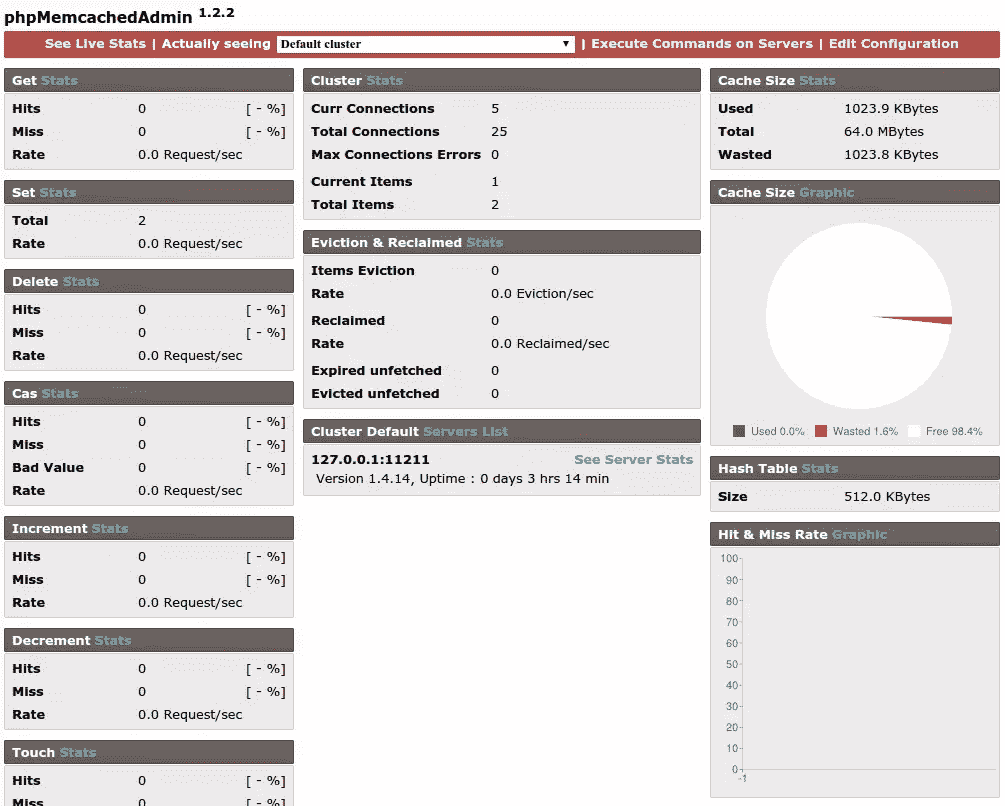 phpMemcachedAdmin 1.2.2
See Live Stats | Actually seeing Default cluster | Execute Commands on Servers | Edit Configuration
Get Stats
Hits 0 [ - %]
Miss 0 [ - %]
Rate 0.0 Request/sec
Set Stats
Total 2
Rate 0.0 Request/sec
Delete Stats
Hits 0 [ - %]
Miss 0 [ - %]
Rate 0.0 Request/sec
Cas Stats
Hits 0 [ - %]
Miss 0 [ - %]
Bad Value 0 [ - %]
Rate 0.0 Request/sec
Increment Stats
Hits 0 [ - %]
Miss 0 [ - %]
Rate 0.0 Request/sec
Decrement Stats
Hits 0 [ - %]
Miss 0 [ - %]
Rate 0.0 Request/sec
Touch Stats
Hits 0 [ - %]
Miss 0 [ - %]
Cluster Stats
Curr Connections 5
Total Connections 25
Max Connections Errors 0
Current Items 1
Total Items 2
Eviction & Reclaimed Stats
Items Eviction 0
Rate 0.0 Eviction/sec
Reclaimed 0
Rate 0.0 Reclaimed/sec
Expired unfetched 0
Evicted unfetched 0
Cluster Default Servers List
127.0.0.1:11211 See Server Stats
Version 1.4.14, Uptime : 0 days 3 hrs 14 min
Cache Size Stats
Used 1023.9 KBytes
Total 64.0 MBytes
Wasted 1023.8 KBytes
Cache Size Graphic
Used 0.0% Wasted 1.6% Free 98.4%
Hash Table Stats
Size 512.0 KBytes
Hit & Miss Rate Graphic
100
90
80
70
60
50
40
30
20
10
0
-1